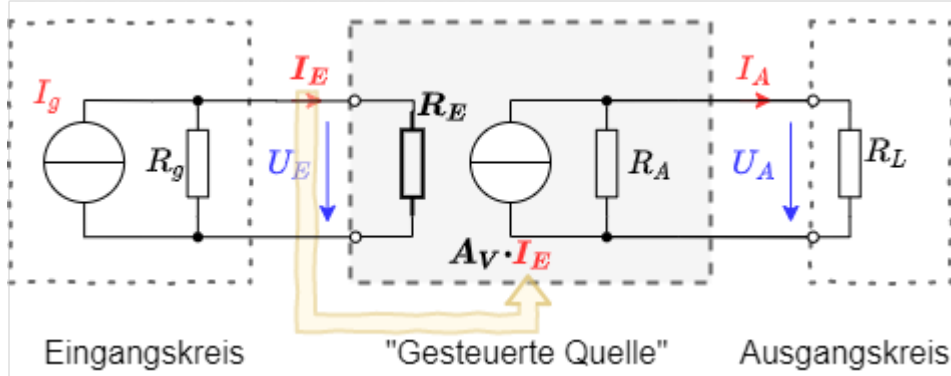 I_E
I_A
I_g
R_E
R_g
U_E
R_A
U_A
R_L
A_V·I_E
Eingangskreis
"Gesteuerte Quelle"
Ausgangskreis